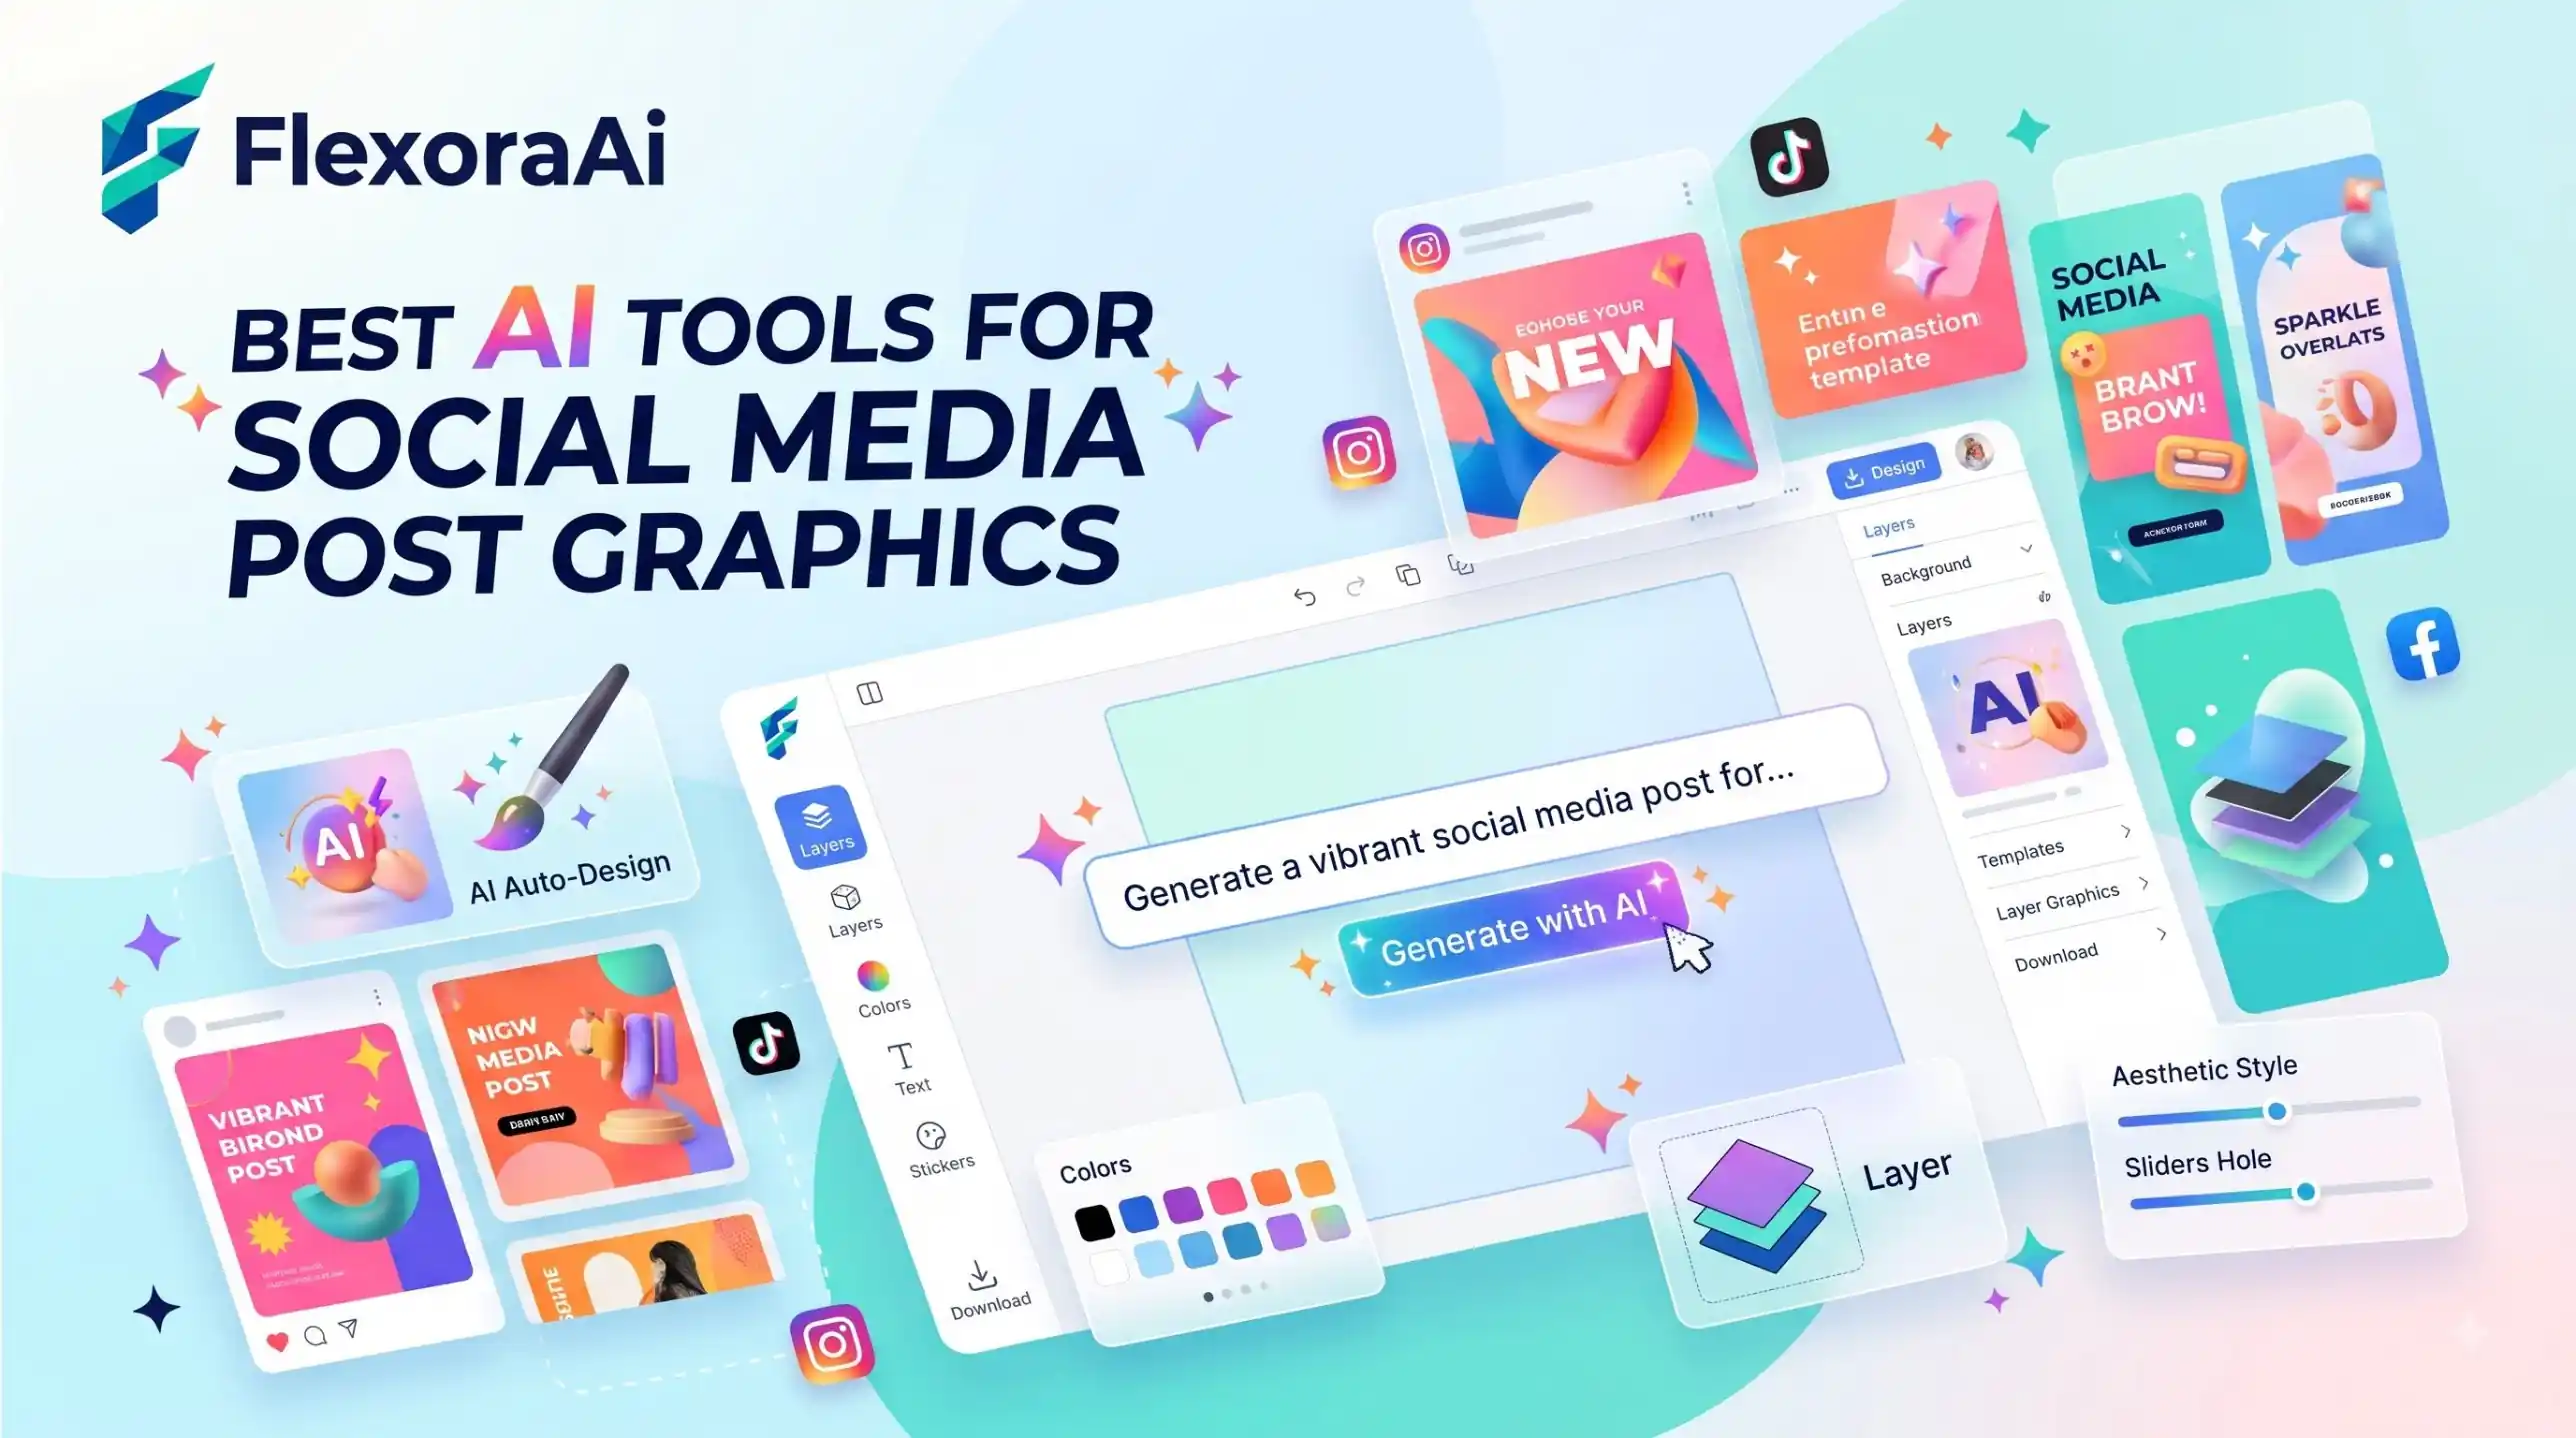 FlexoraAi
BEST AI TOOLS FOR
SOCIAL MEDIA
POST GRAPHICS
EOHOBE YOUR
NEW
Entin e
prefomastion
template
SOCIAL
MEDIA
BRANT
BROW!
ACNEXOR TORM
SPARKLE
OVERLATS
Design
Layers
Background
Layers
AI
Templates
Layer Graphics
Download
AI
AI Auto-Design
Layers
Layers
Colors
Text
Stickers
Download
Generate a vibrant social media post for...
Generate with AI
VIBRANT
BIROND
POST
NIGW
MEDIA
POST
Colors
Layer
Aesthetic Style
Sliders Hole